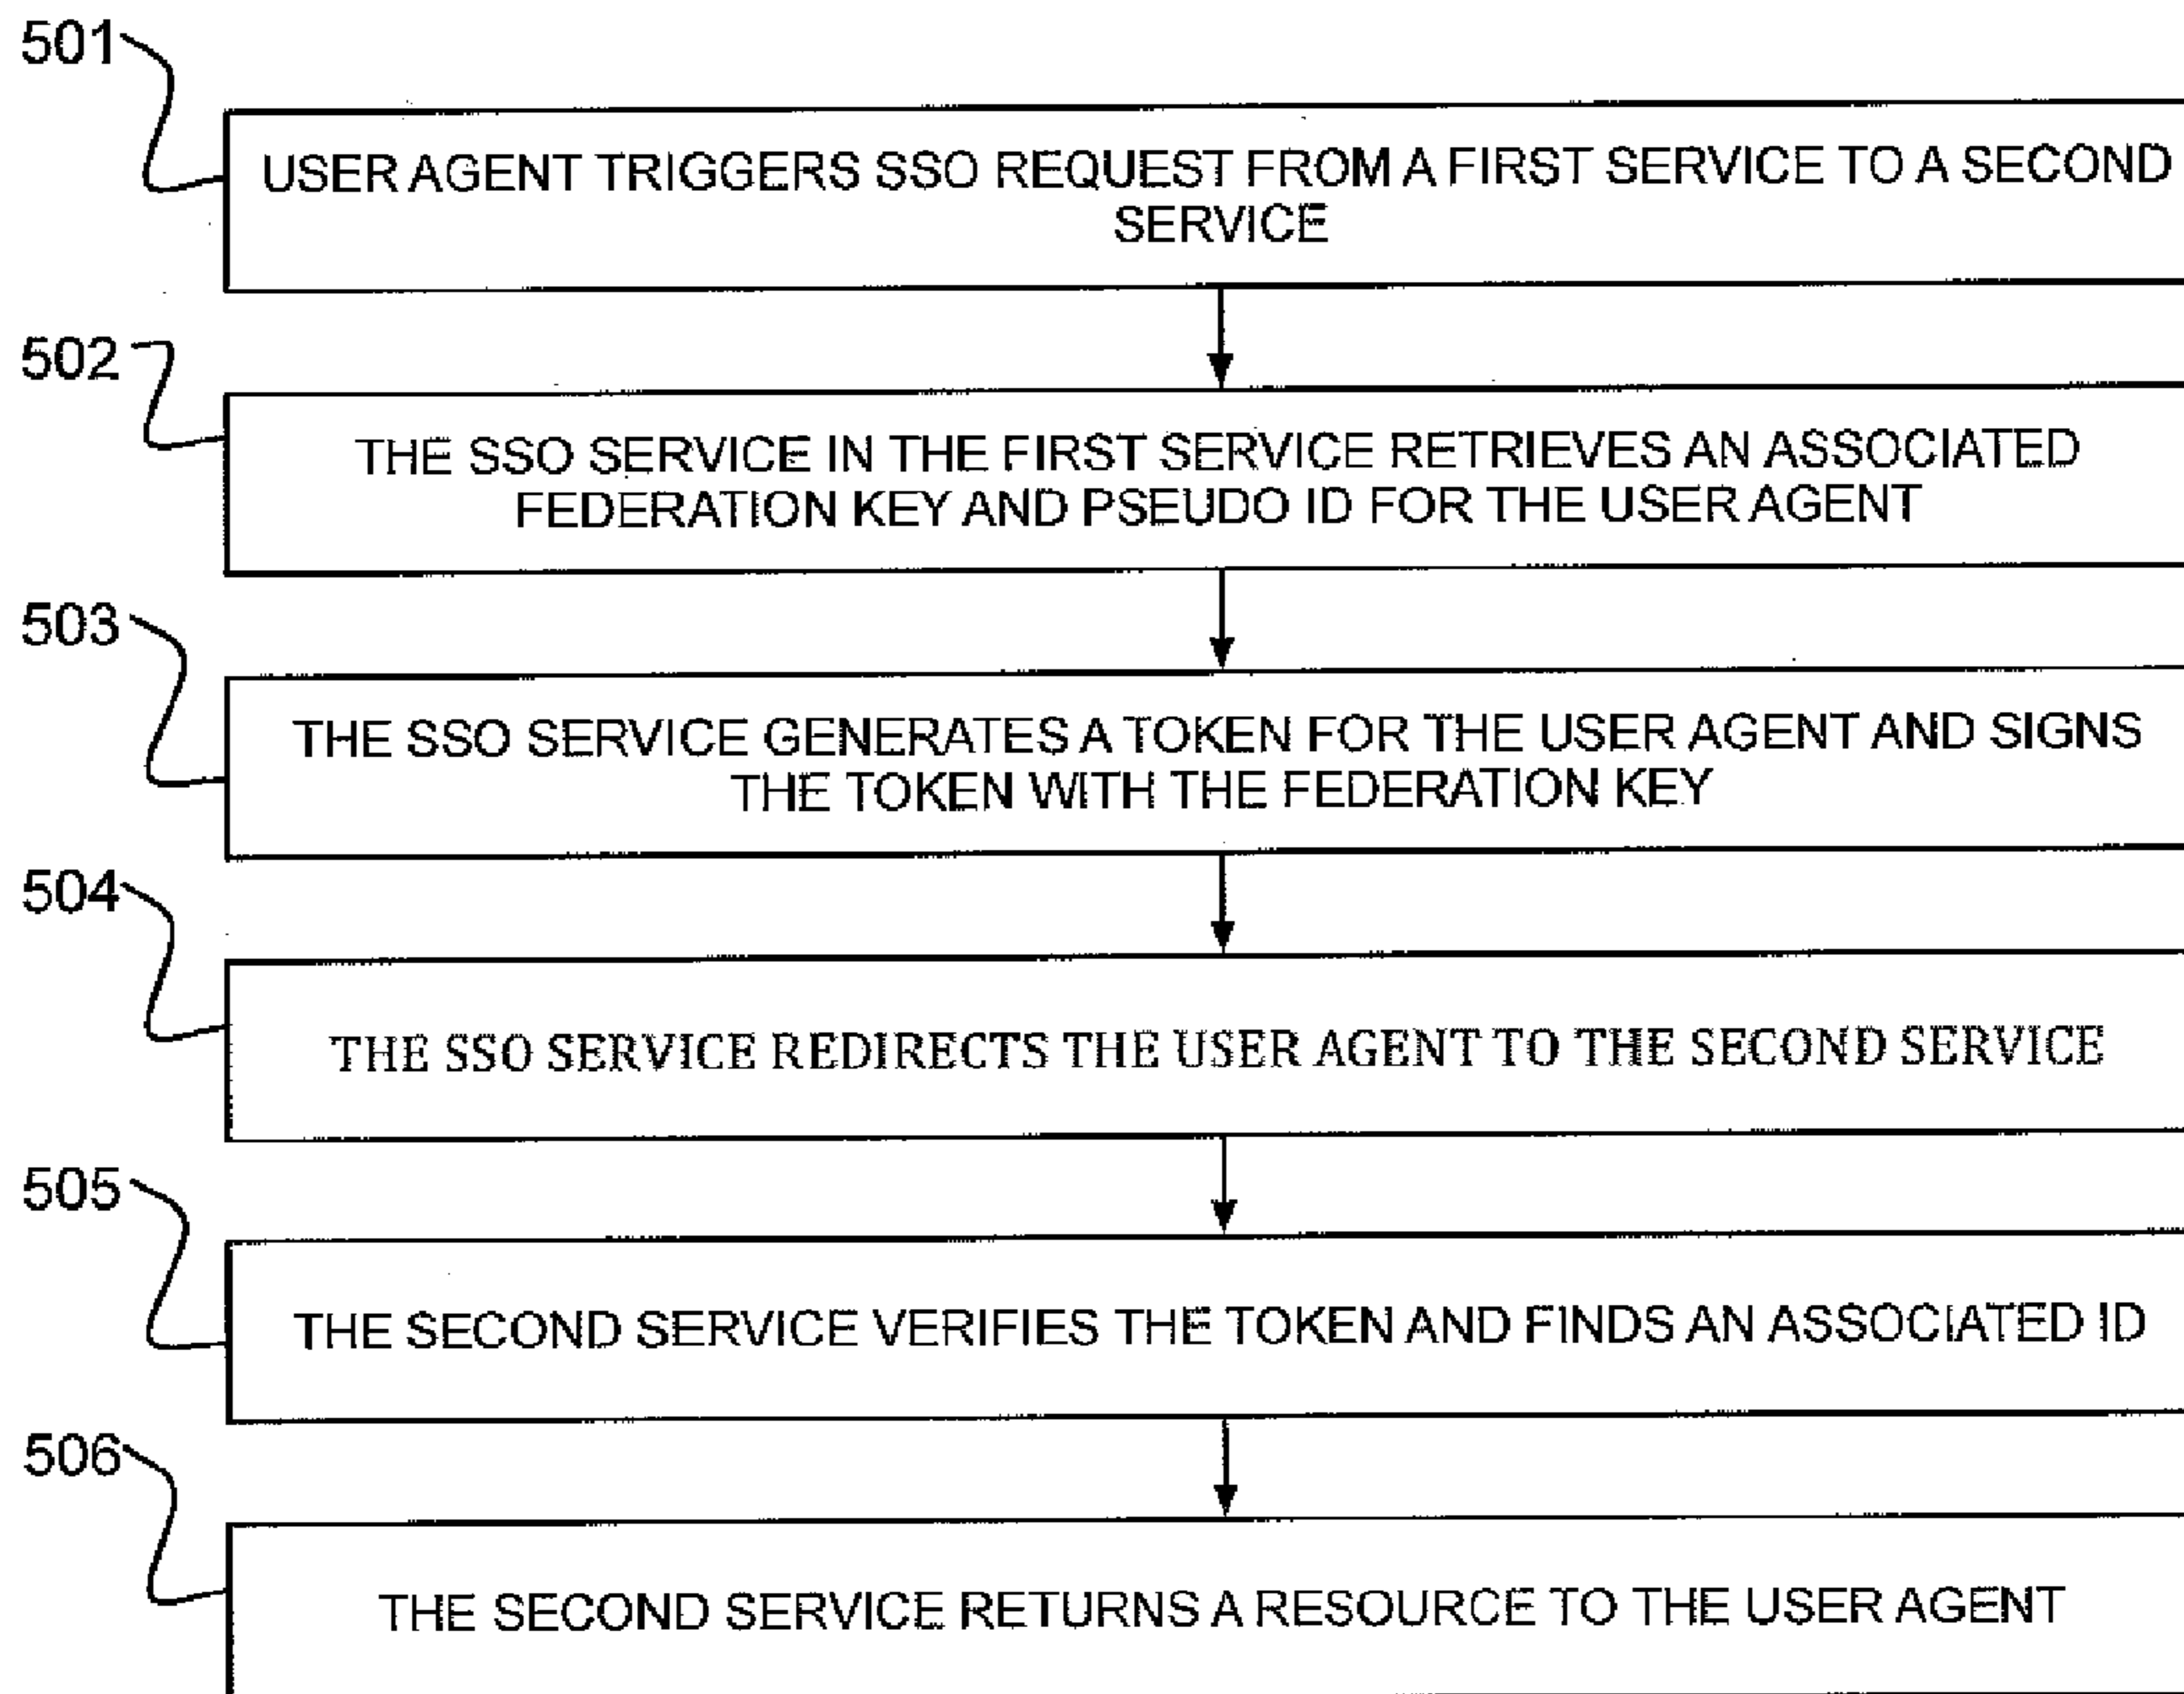 501
USER AGENT TRIGGERS SSO REQUEST FROM A FIRST SERVICE TO A SECOND
SERVICE
502
THE SSO SERVICE IN THE FIRST SERVICE RETRIEVES AN ASSOCIATED
FEDERATION KEY AND PSEUDO ID FOR THE USER AGENT
503
THE SSO SERVICE GENERATES A TOKEN FOR THE USER AGENT AND SIGNS
THE TOKEN WITH THE FEDERATION KEY
504
THE SSO SERVICE REDIRECTS THE USER AGENT TO THE SECOND SERVICE
505
THE SECOND SERVICE VERIFIES THE TOKEN AND FINDS AN ASSOCIATED ID
506
THE SECOND SERVICE RETURNS A RESOURCE TO THE USER AGENT